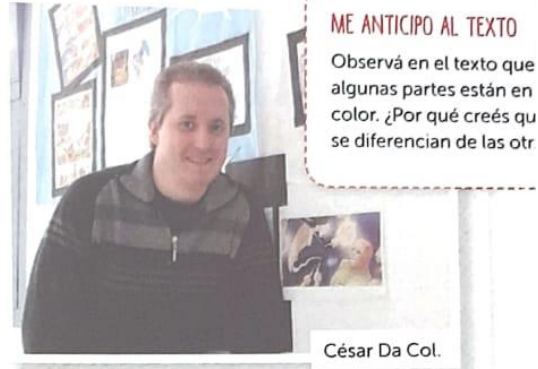 ME ANTICIPO AL TEXTO
Observá en el texto que
algunas partes están en
color. ¿Por qué creés qu
se diferencian de las otr
César Da Col.